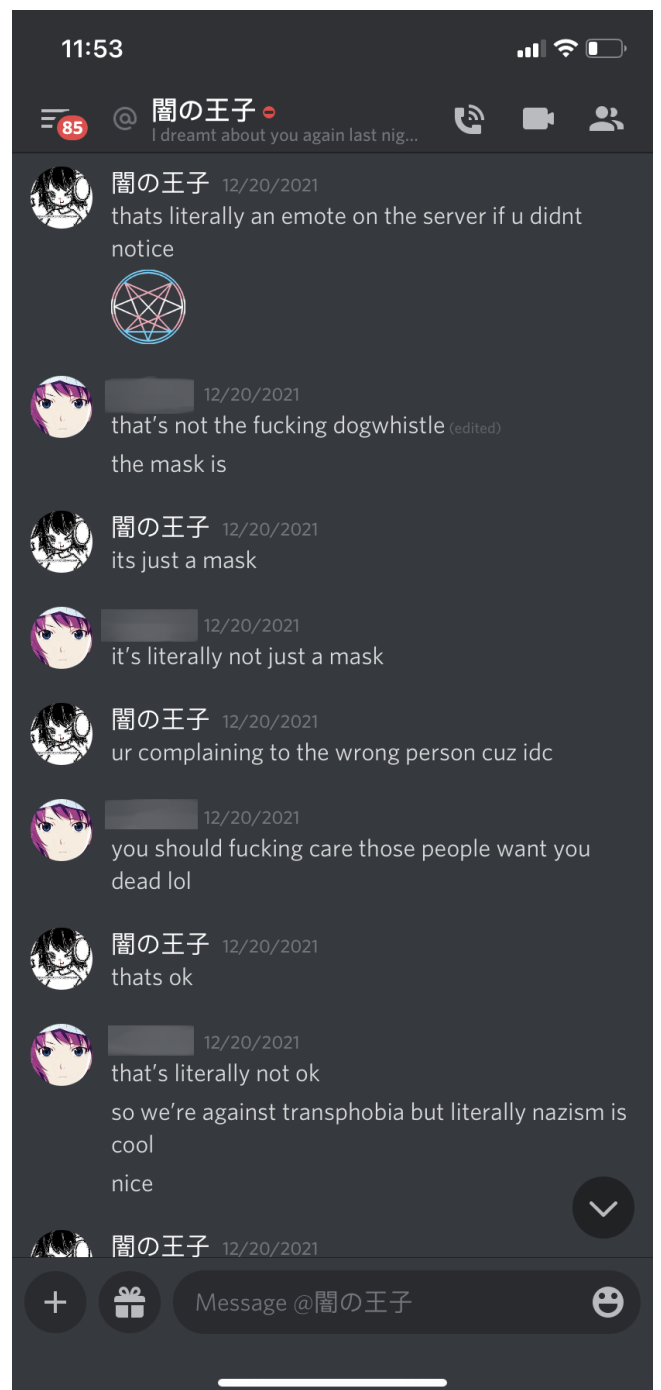 11:53
85
@ 闇の王子
I dreamt about you again last nig...
闇の王子 12/20/2021
thats literally an emote on the server if u didnt
notice
12/20/2021
that's not the fucking dogwhistle (edited)
the mask is
闇の王子 12/20/2021
its just a mask
12/20/2021
it's literally not just a mask
闇の王子 12/20/2021
ur complaining to the wrong person cuz idc
12/20/2021
you should fucking care those people want you
dead lol
闇の王子 12/20/2021
thats ok
12/20/2021
that's literally not ok
so we're against transphobia but literally nazism is
cool
nice
闇の王子 12/20/2021
Message @闇の王子